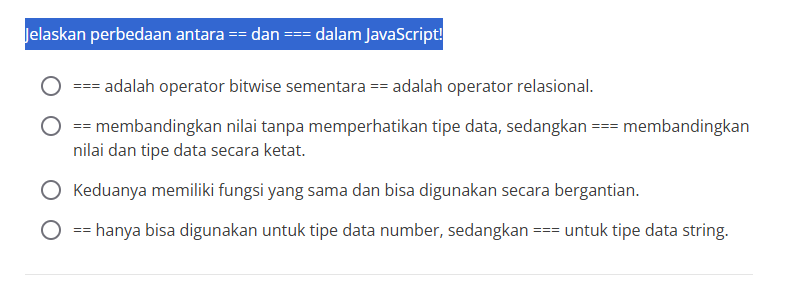 Jelaskan perbedaan antara == dan === dalam JavaScript!
=== adalah operator bitwise sementara == adalah operator relasional.
== membandingkan nilai tanpa memperhatikan tipe data, sedangkan === membandingkan
nilai dan tipe data secara ketat.
Keduanya memiliki fungsi yang sama dan bisa digunakan secara bergantian.
== hanya bisa digunakan untuk tipe data number, sedangkan === untuk tipe data string.